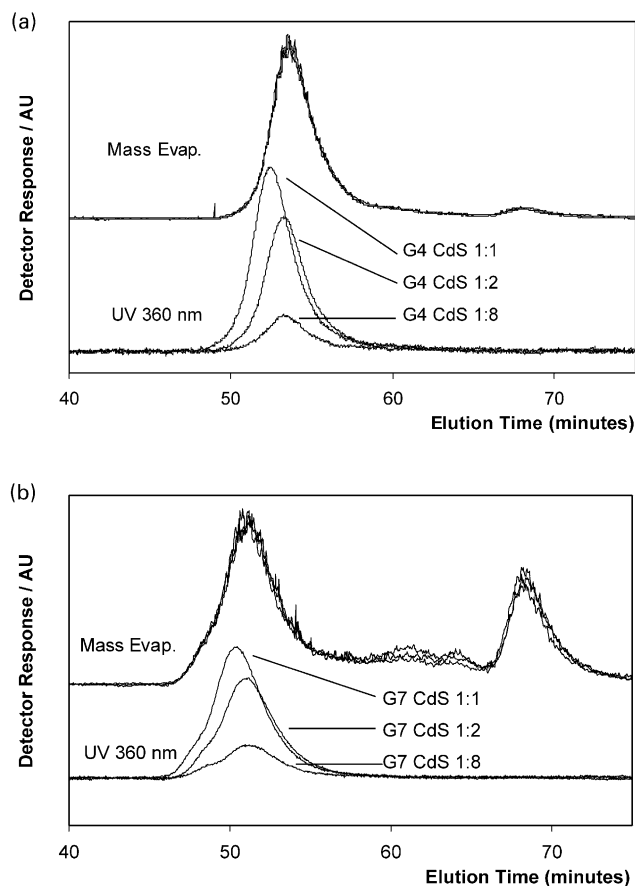 (a)
Detector Response / AU
Mass Evap.
G4 CdS 1:1
G4 CdS 1:2
UV 360 nm
G4 CdS 1:8
40
50
60
70
Elution Time (minutes)
(b)
Detector Response / AU
Mass Evap.
G7 CdS 1:1
G7 CdS 1:2
UV 360 nm
G7 CdS 1:8
40
50
60
70
Elution Time (minutes)